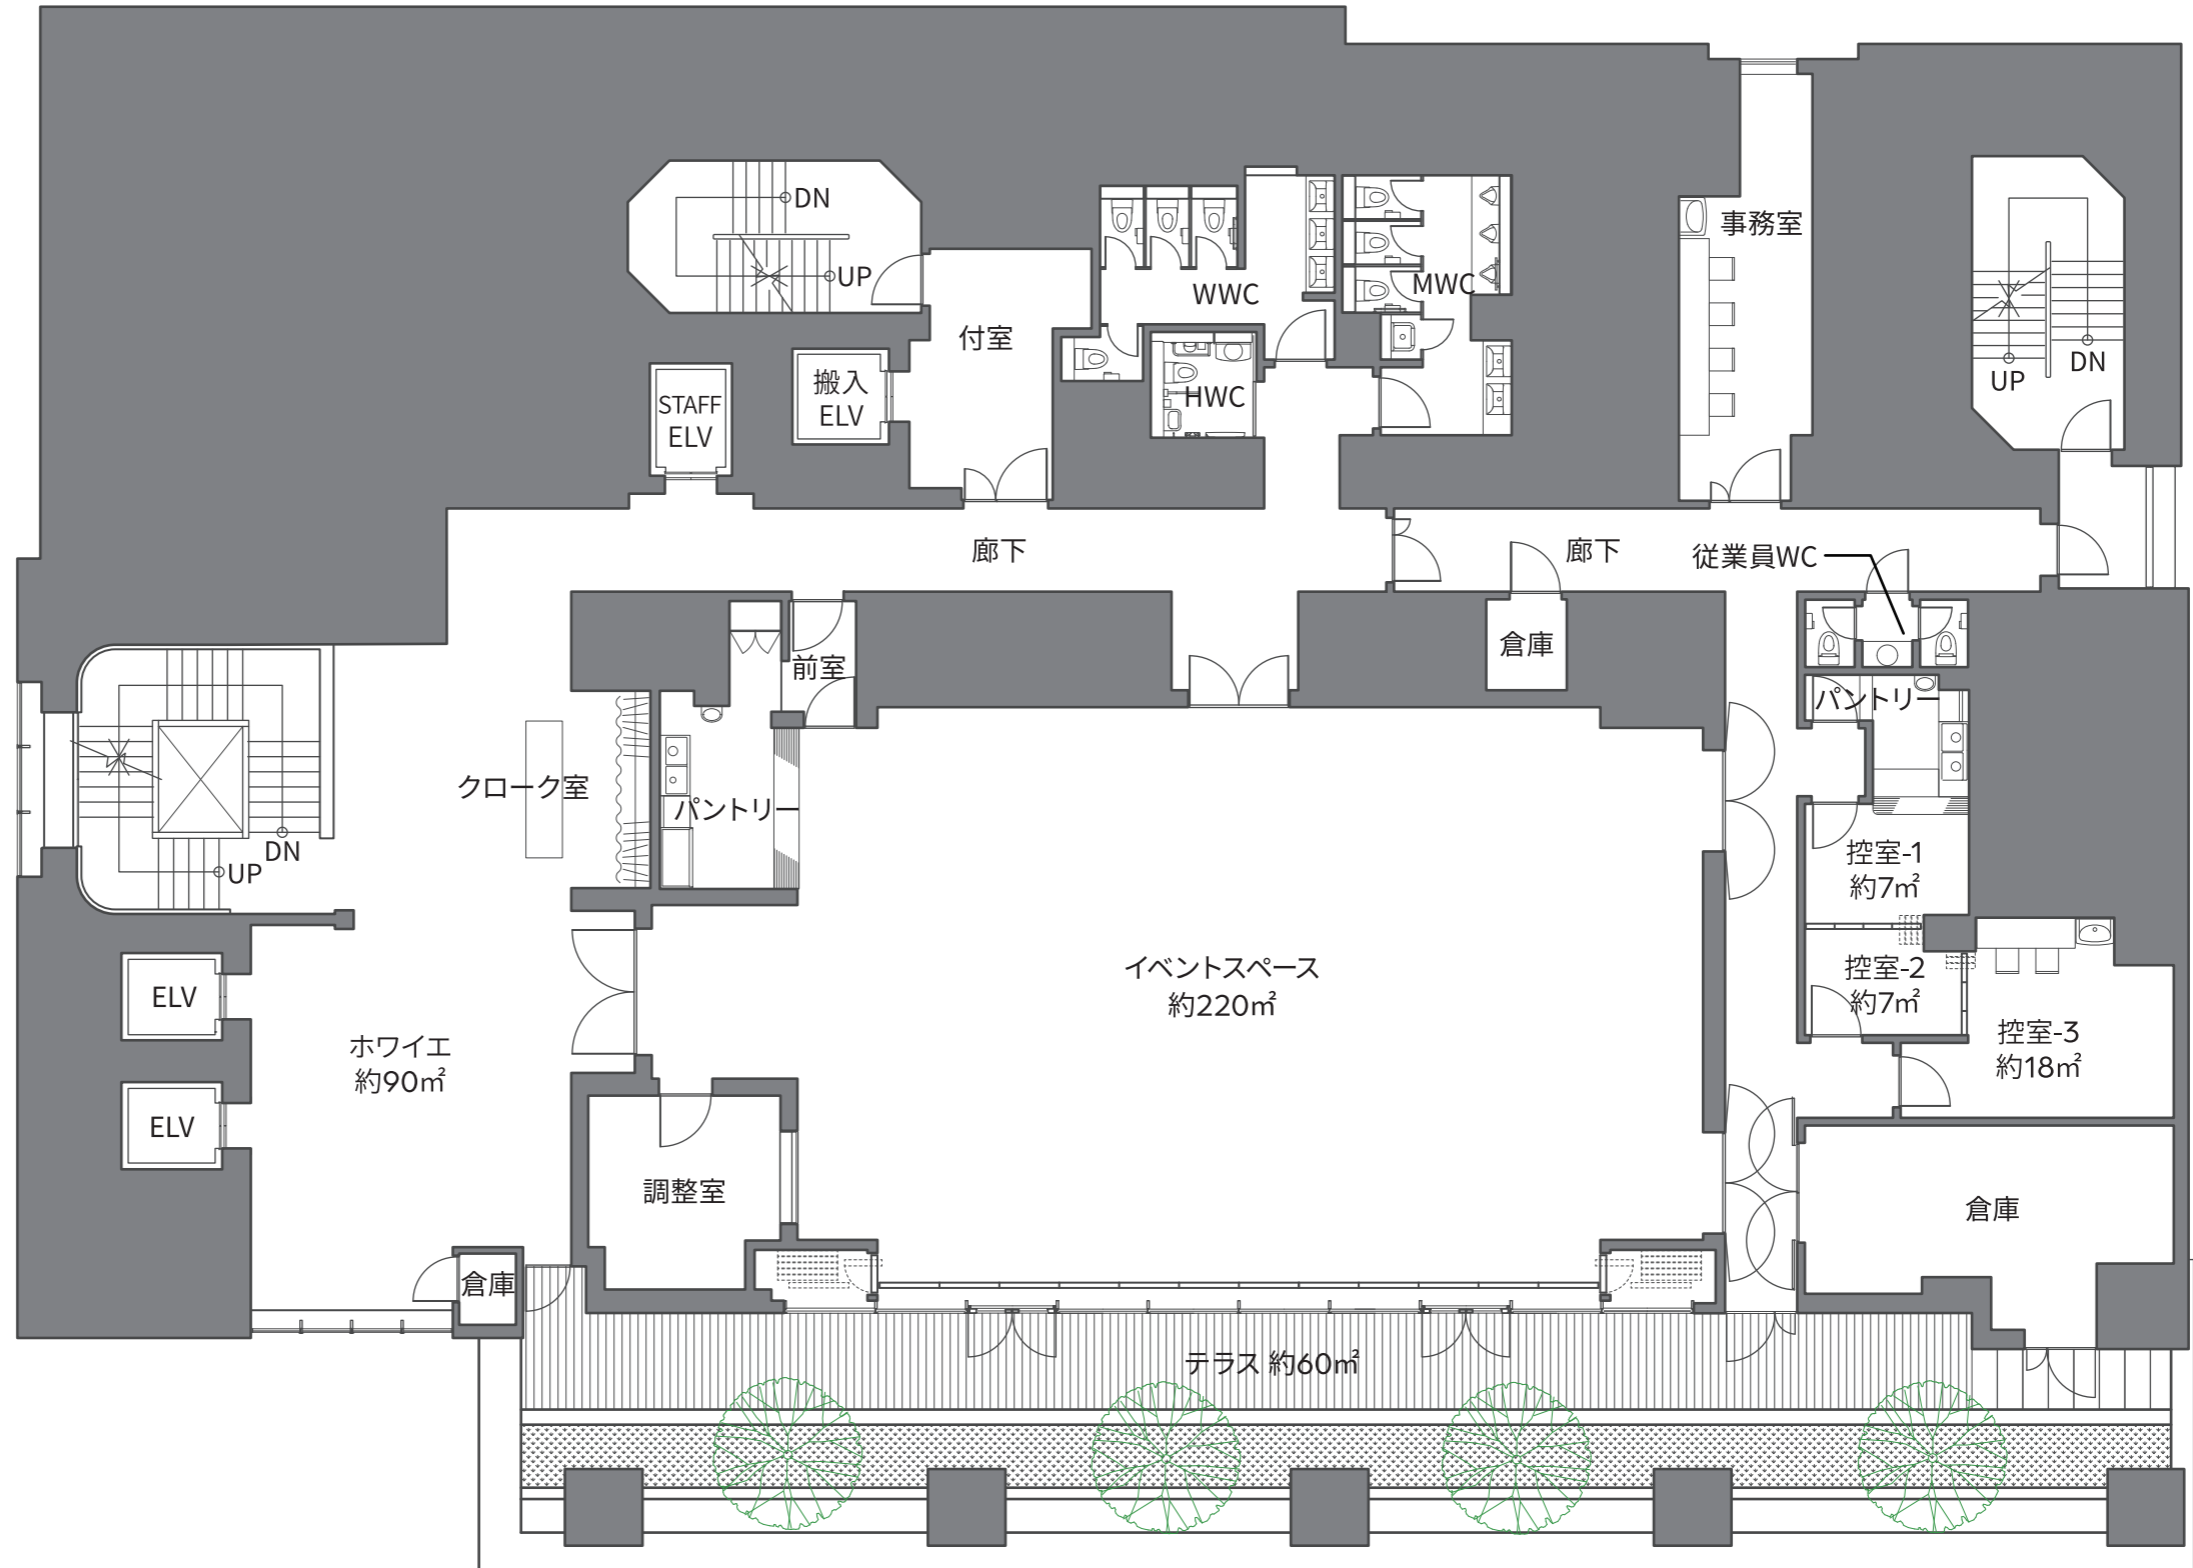 DN
UP
付室
WWC
MWC
HWC
事務室
UP
DN
搬入
ELV
STAFF
ELV
廊下
廊下
従業員WC
前室
倉庫
パントリー
クローク室
パントリー
DN
UP
控室-1
約7㎡
控室-2
約7㎡
控室-3
約18㎡
イベントスペース
約220㎡
ELV
ELV
ホワイエ
約90㎡
調整室
倉庫
倉庫
テラス 約60㎡